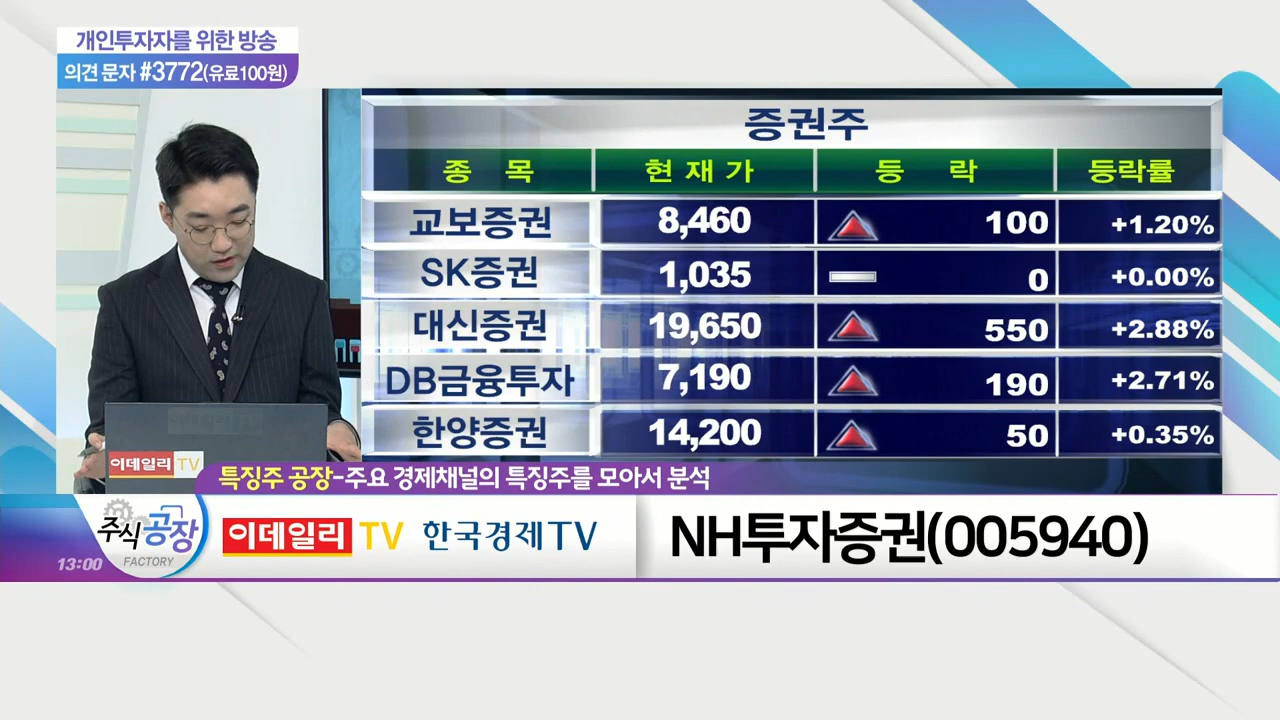 개인투자자를 위한 방송
의견 문자 #3772(유료100원)
증권주
종 목 현 재 가 등 락 등락률
교보증권 8,460 100 +1.20%
SK증권 1,035 0 +0.00%
대신증권 19,650 550 +2.88%
DB금융투자 7,190 190 +2.71%
한양증권 14,200 50 +0.35%
이데일리 TV
특징주 공장-주요 경제채널의 특징주를 모아서 분석
주식공장
FACTORY
13:00
이데일리 TV 한국경제TV
NH투자증권(005940)